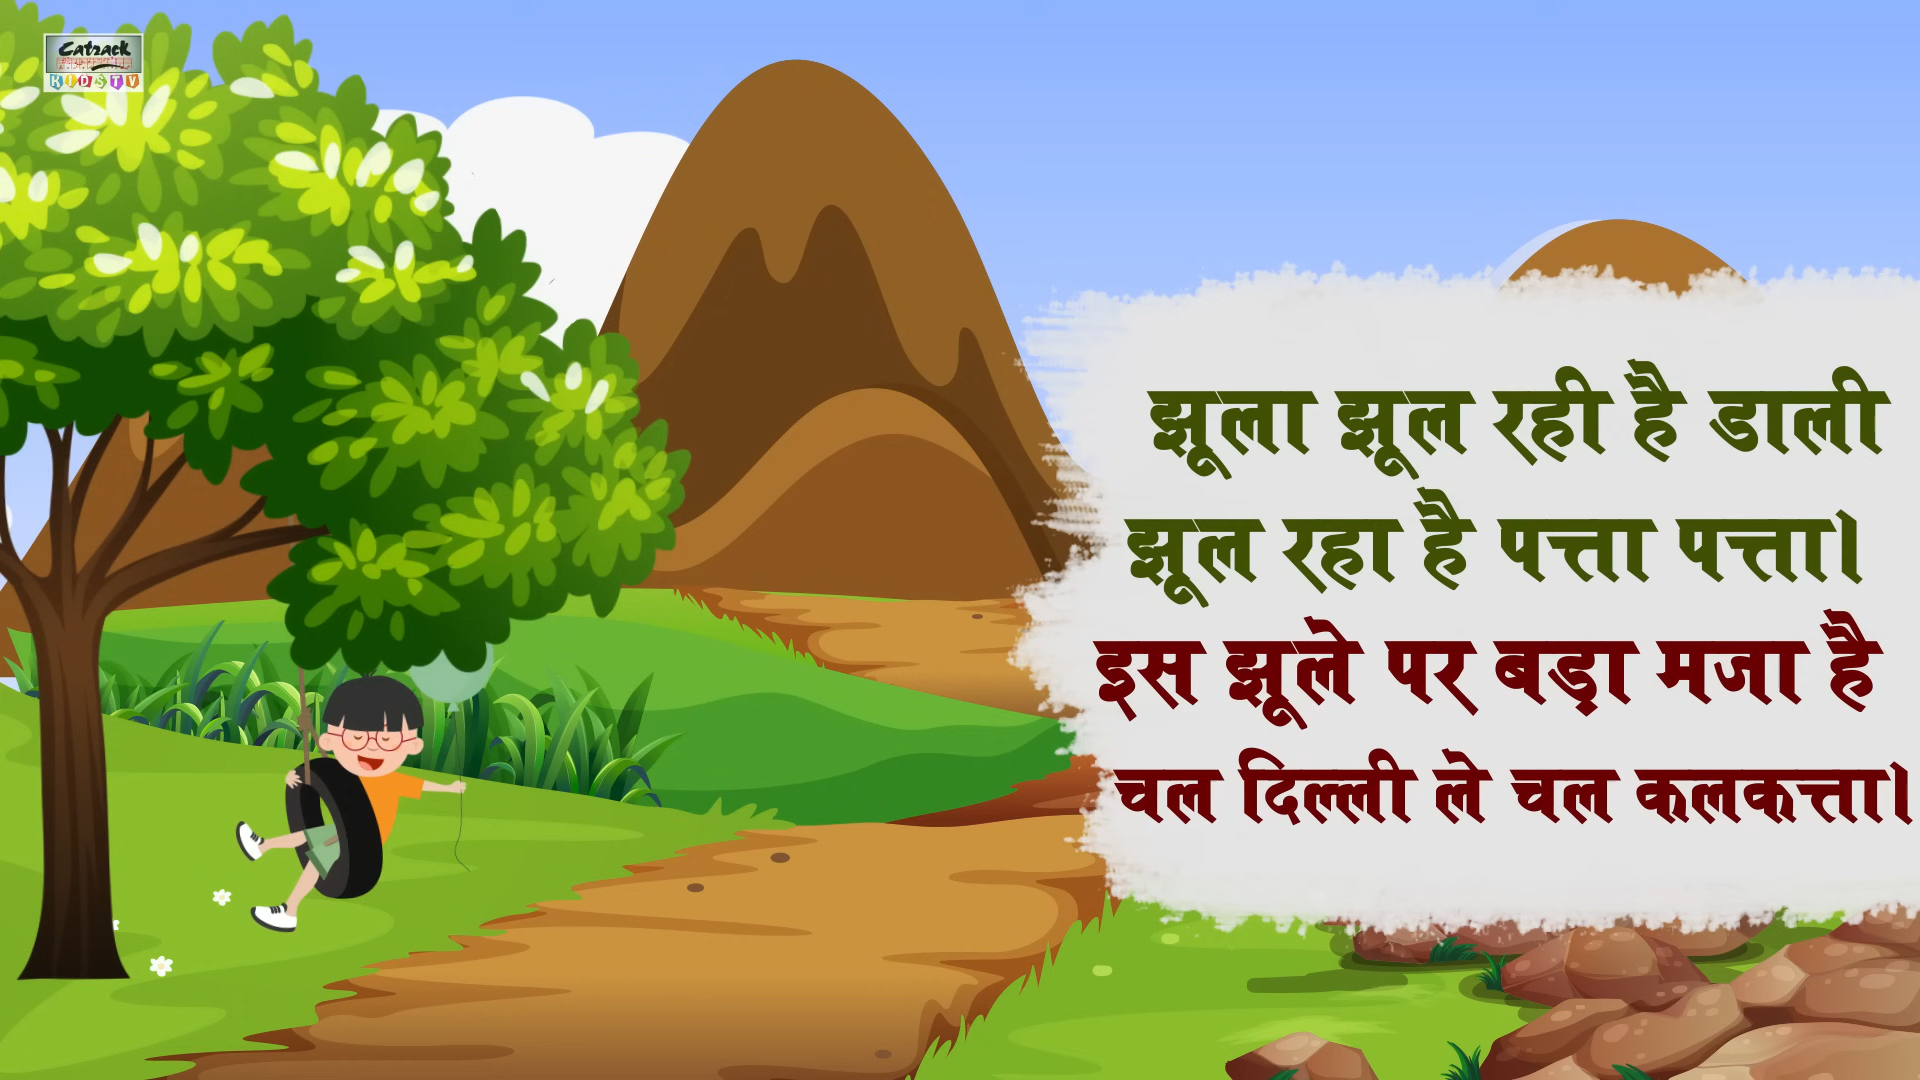 Catrack
KIDS TV
झूला झूल रही है डाली
झूल रहा है पत्ता पत्ता।
इस झूले पर बड़ा मजा है
चल दिल्ली ले चल कलकत्ता।